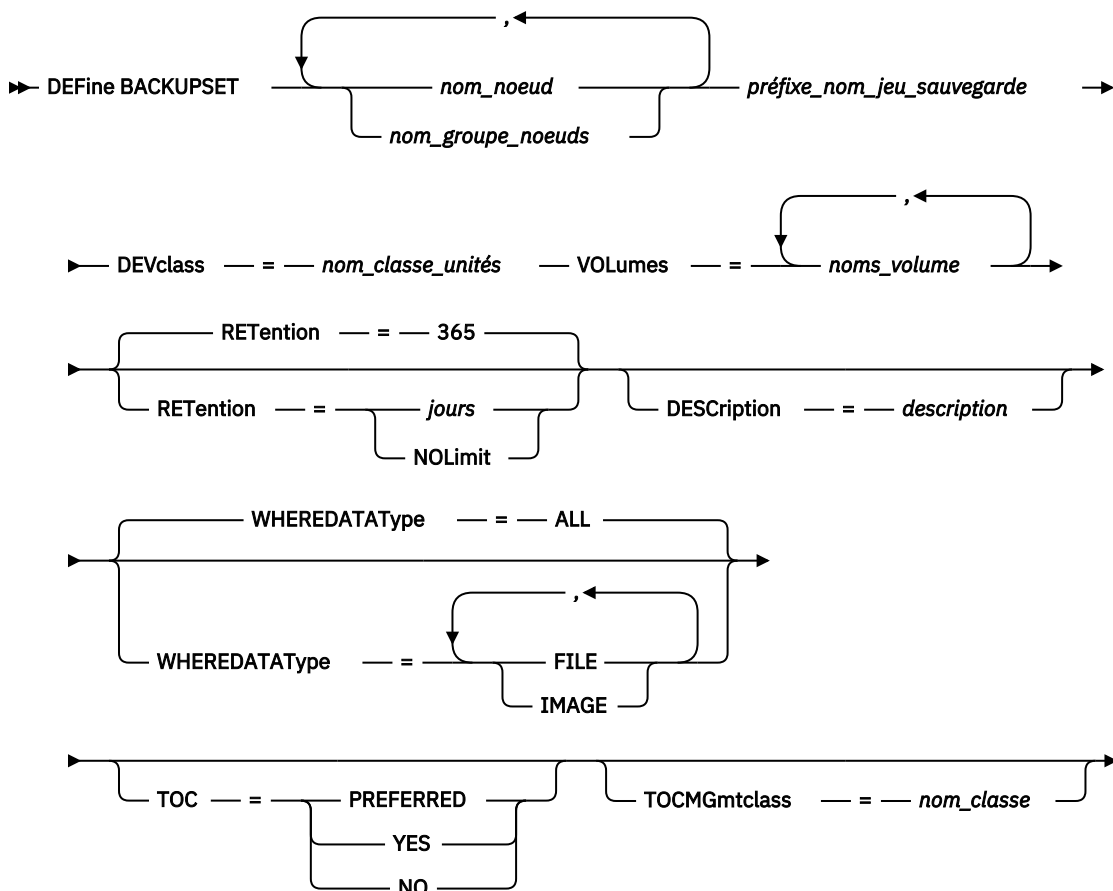 ,
DEFine BACKUPSET nom_noeud préfixe_nom_jeu_sauvegarde
nom_groupe_noeuds
,
DEVclass = nom_classe_unités VOLumes = noms_volume
RETention = 365
RETention = jours DESCription = description
NOLimit
WHEREDATAType = ALL
,
WHEREDATAType = FILE
IMAGE
TOC = PREFERRED TOCMGmtclass = nom_classe
YES
NO